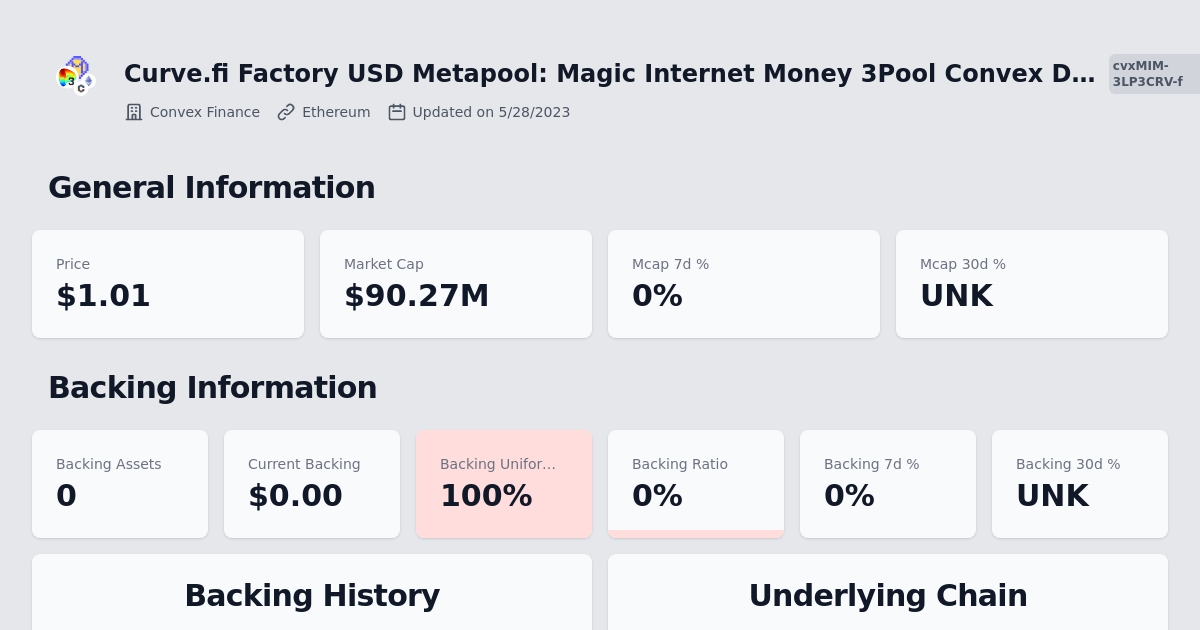 Curve.fi Factory USD Metapool: Magic Internet Money 3Pool Convex D…
cvxMIM-
3LP3CRV-f
Convex Finance Ethereum Updated on 5/28/2023
General Information
Price Market Cap Mcap 7d % Mcap 30d %
$1.01 $90.27M 0% UNK
Backing Information
Backing Assets Current Backing Backing Unifor… Backing Ratio Backing 7d % Backing 30d %
0 $0.00 100% 0% 0% UNK
Backing History Underlying Chain